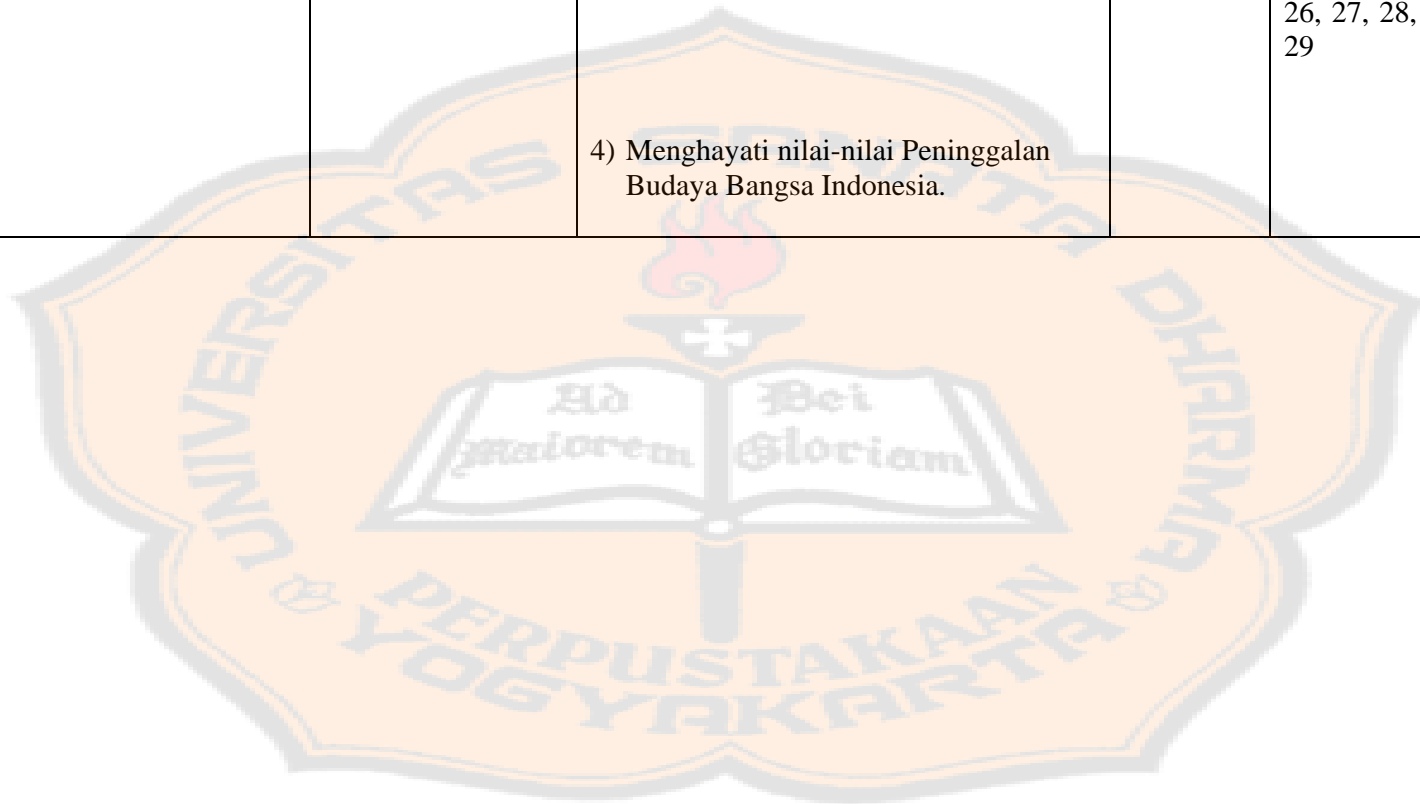 26, 27, 28,
29
4) Menghayati nilai-nilai Peninggalan
Budaya Bangsa Indonesia.
UNIVERSITAS SANATA DHARMA
Ad Dei
Maiorem Gloriam
PERPUSTAKAAN
YOGYAKARTA